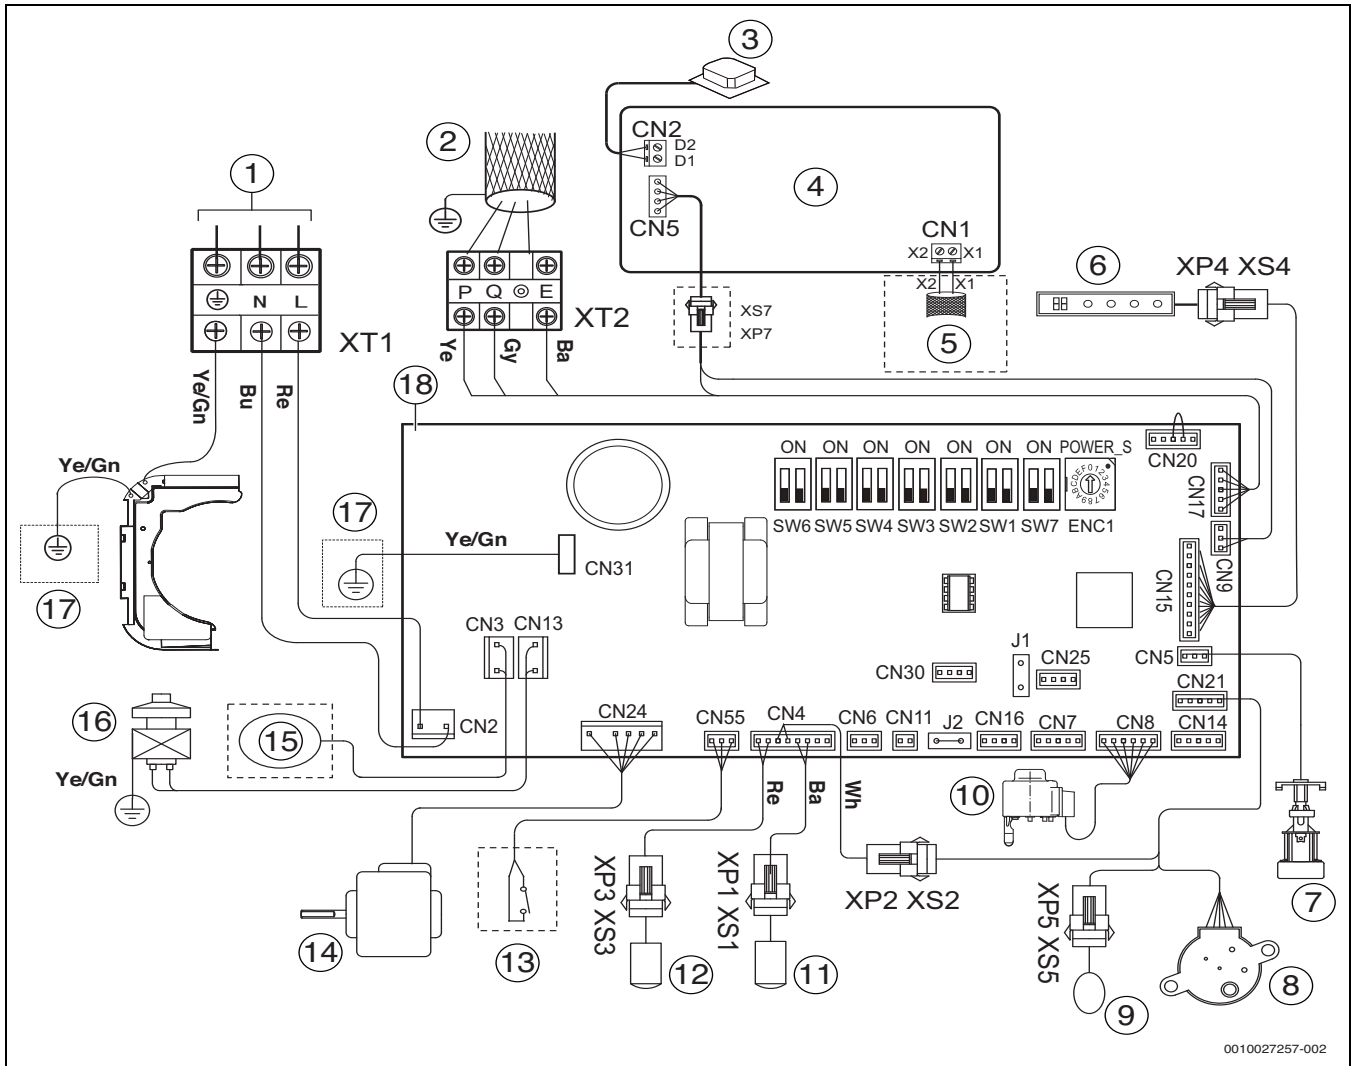 3
2
CN2
D2
D1
1
4
CN5
CN1
X2 X1
6
XP4 XS4
X2 X1
P Q E
N L
XS7
XP7
XT2
XT1
5
Ye Gy Ba
Ye/Gn
Bu
Re
18
ON ON ON ON ON ON ON POWER_S
CN20
Ye/Gn
0123456789ABCDEF
CN17
17
SW6 SW5 SW4 SW3 SW2 SW1 SW7 ENC1
Ye/Gn
CN31
CN9
CN15
17
CN3 CN13
J1
CN5
CN30
CN25
CN21
16
CN24
CN55
CN4
CN6
CN11
J2
CN16
CN7
CN8
CN14
15
CN2
Ye/Gn
Re
Ba
Wh
10
XP3 XS3
XP1 XS1
XP2 XS2
XP5 XS5
7
14
13
12
11
9
8
0010027257-002